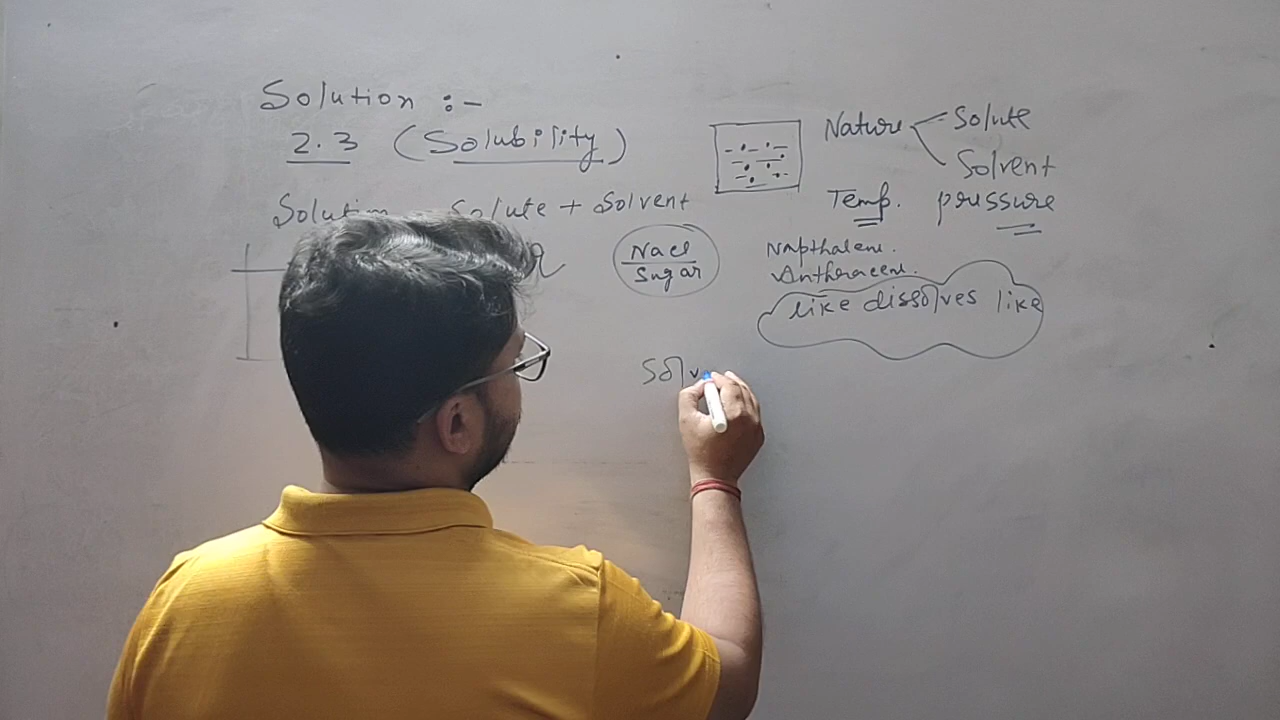 Solution :-
2.3 (Solubility)
Solution Solute + Solvent
NaCl
Sugar
Nature Solute
Solvent
Temp. pressure
Napthalene.
Anthracene.
like dissolves like
Solv